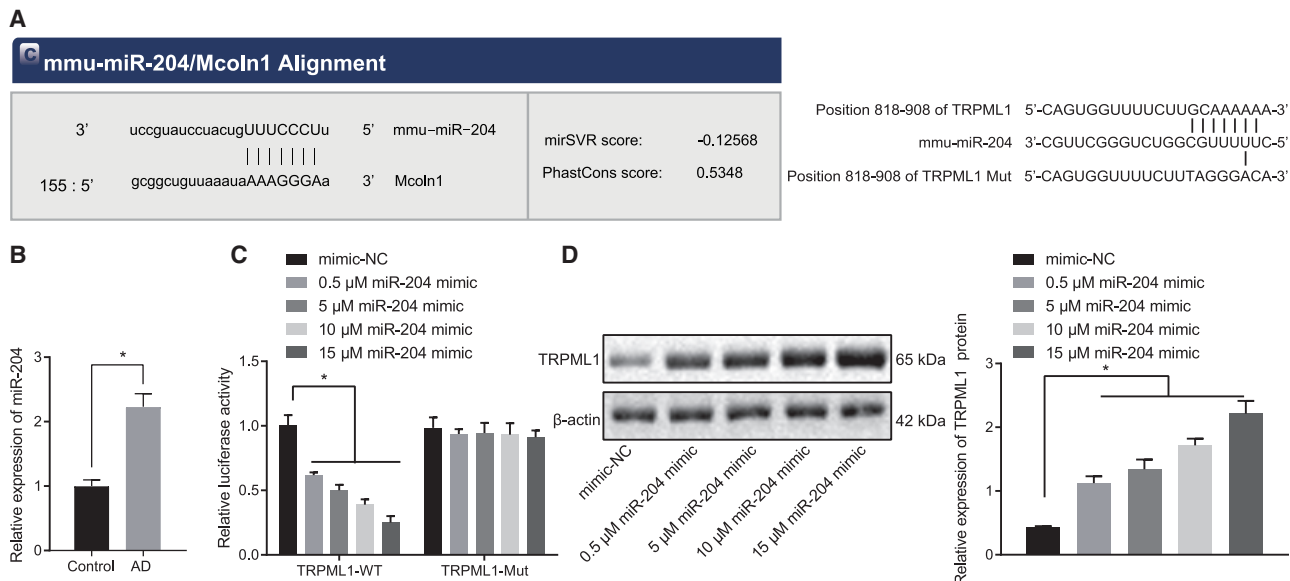 A
C mmu-miR-204/Mcoln1 Alignment
3’ uccguauccuacugUUUCCCUu 5’ mmu-miR-204
155 : 5’ gcggcuguuaaauaAAAGGGAa 3’ Mcoln1
mirSVR score: -0.12568
PhastCons score: 0.5348
Position 818-908 of TRPML1 5’-CAGUGGUUUUCUUGCAAAAAA-3’
mmu-miR-204 3’-CGUUCGGGUCUGGCGUUUUUC-5’
Position 818-908 of TRPML1 Mut 5’-CAGUGGUUUUCUUUAGGGACA-3’
B
Relative expression of miR-204
3
2
1
0
*
Control AD
C
mimic-NC
0.5 µM miR-204 mimic
5 µM miR-204 mimic
10 µM miR-204 mimic
15 µM miR-204 mimic
Relative luciferase activity
1.5
1.0
0.5
0.0
*
TRPML1-WT TRPML1-Mut
D
TRPML1 65 kDa
β-actin 42 kDa
mimic-NC
0.5 µM miR-204 mimic
5 µM miR-204 mimic
10 µM miR-204 mimic
15 µM miR-204 mimic
mimic-NC
0.5 µM miR-204 mimic
5 µM miR-204 mimic
10 µM miR-204 mimic
15 µM miR-204 mimic
Relative expression of TRPML1 protein
3
2
1
0
*